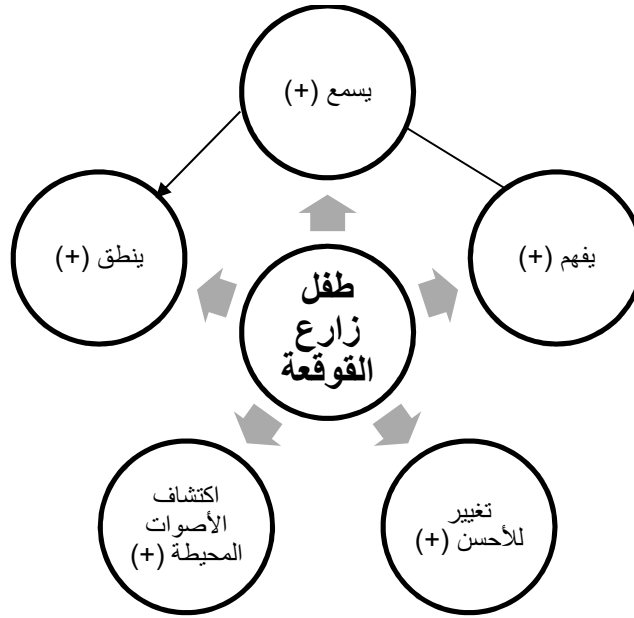 يسمع (+)
يفهم (+)
ينطق (+)
طفل
زارع
القوقعة
تغيير
للأحسن (+)
اكتشاف
الأصوات
المحيطة (+)